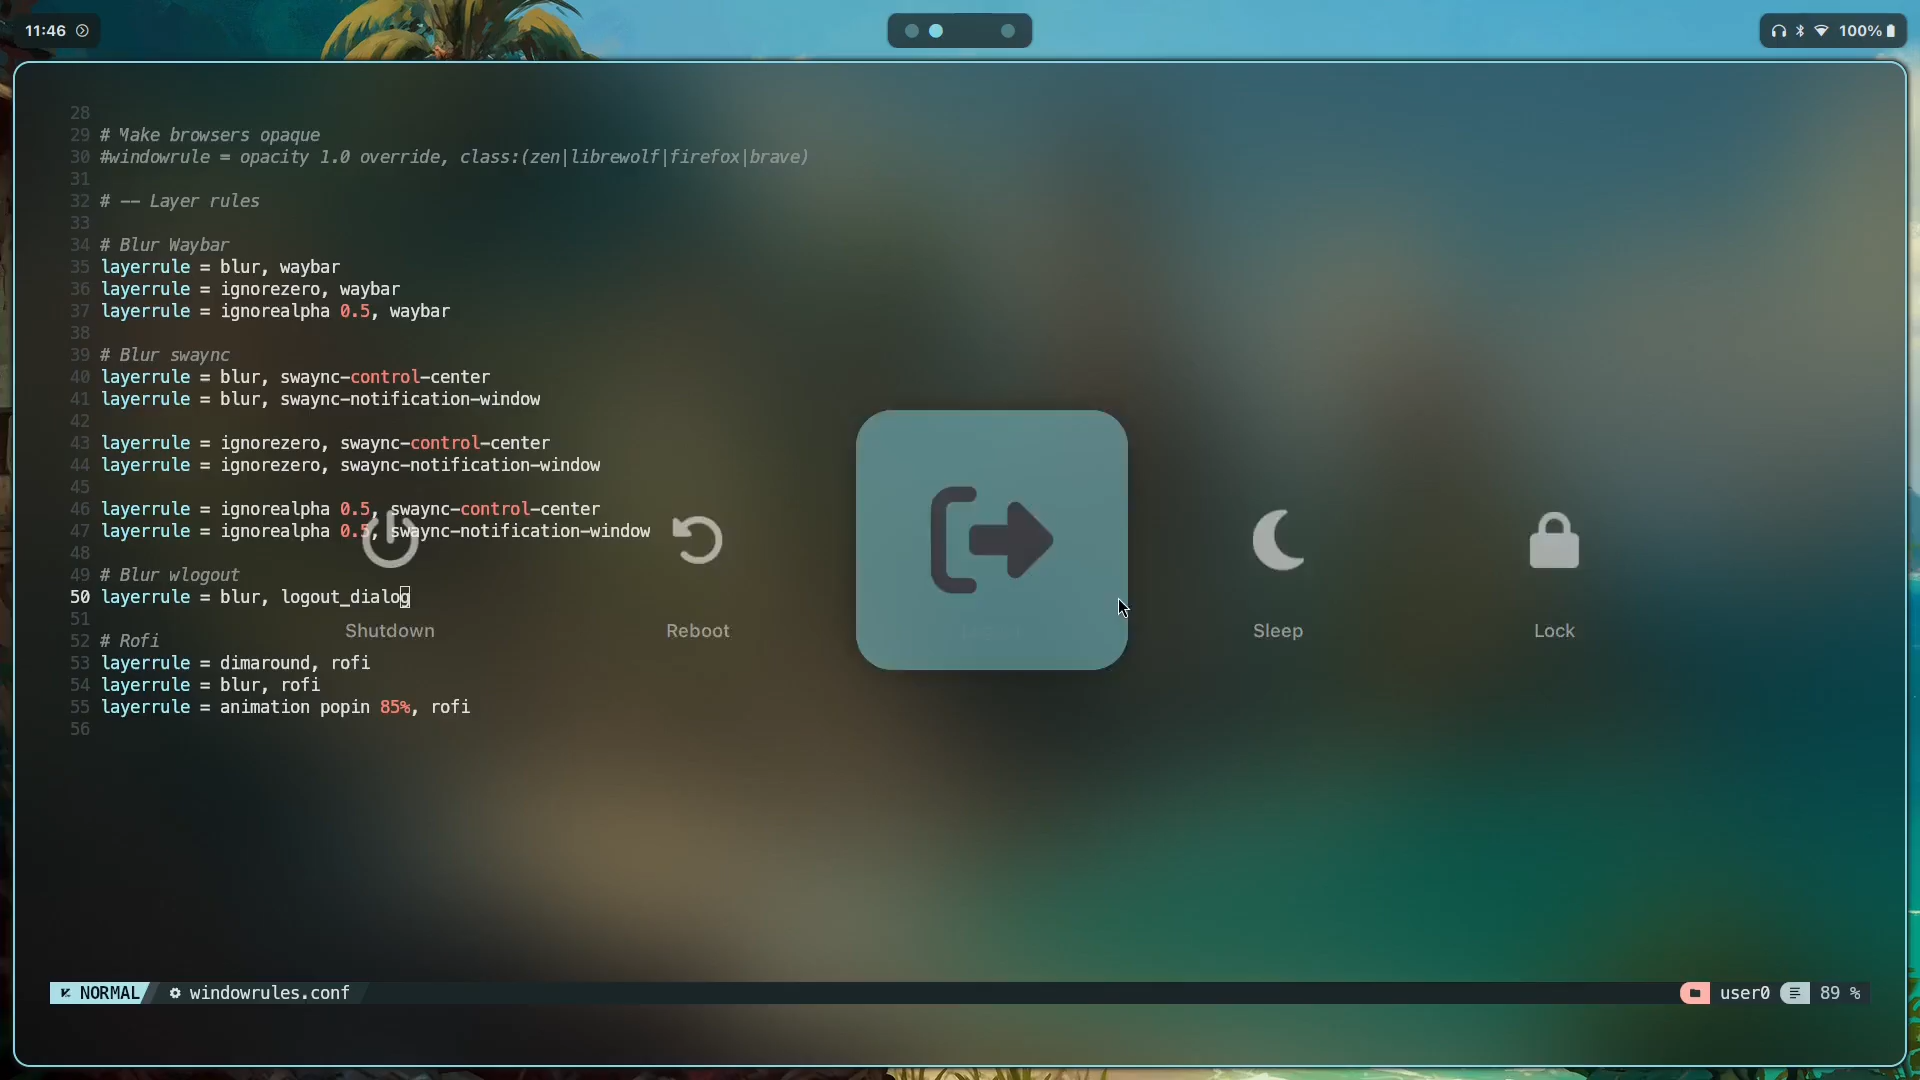 11:46
100%
28
29 # Make browsers opaque
30 #windowrule = opacity 1.0 override, class:(zen|librewolf|firefox|brave)
31
32 # -- Layer rules
33
34 # Blur Waybar
35 layerrule = blur, waybar
36 layerrule = ignorezero, waybar
37 layerrule = ignorealpha 0.5, waybar
38
39 # Blur swaync
40 layerrule = blur, swaync-control-center
41 layerrule = blur, swaync-notification-window
42
43 layerrule = ignorezero, swaync-control-center
44 layerrule = ignorezero, swaync-notification-window
45
46 layerrule = ignorealpha 0.5, swaync-control-center
47 layerrule = ignorealpha 0.5, swaync-notification-window
48
49 # Blur wlogout
50 layerrule = blur, logout_dialog
51
52 # Rofi
53 layerrule = dimaround, rofi
54 layerrule = blur, rofi
55 layerrule = animation popin 85%, rofi
56
Shutdown
Reboot
Sleep
Lock
NORMAL windowrules.conf
user0 89 %